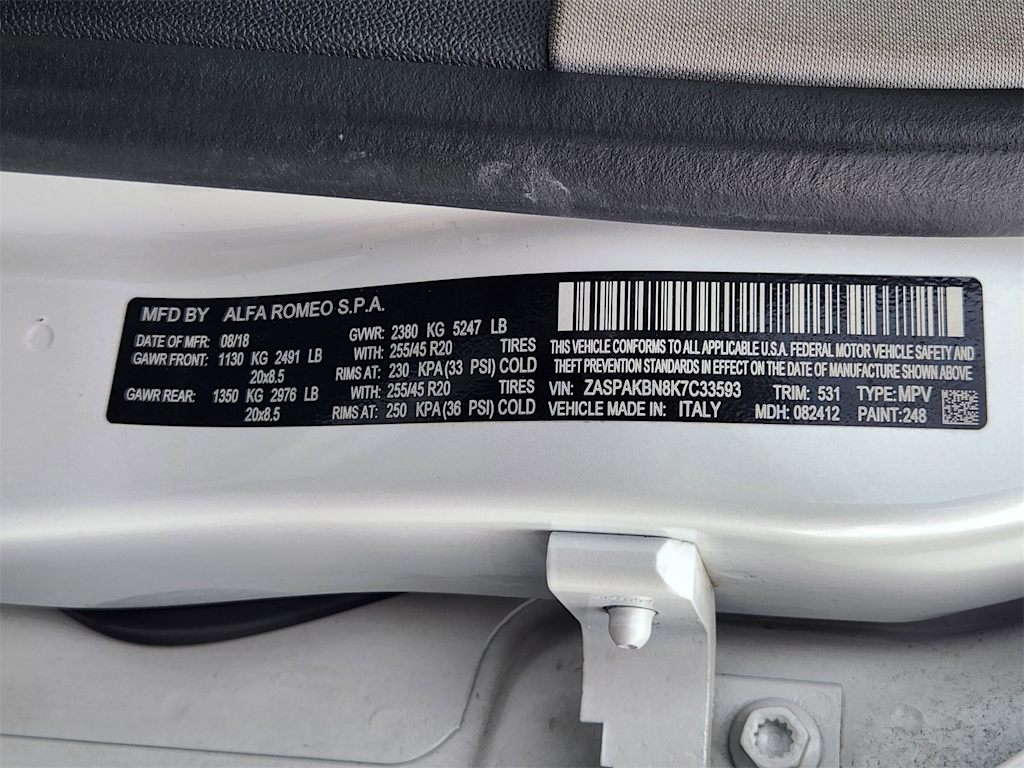 MFD BY ALFA ROMEO S.P.A.
DATE OF MFR: 08/18 GVWR: 2380 KG 5247 LB
GAWR FRONT: 1130 KG 2491 LB WITH: 255/45 R20 TIRES
20x8.5 RIMS AT: 230 KPA (33 PSI) COLD
GAWR REAR: 1350 KG 2976 LB WITH: 255/45 R20 TIRES
20x8.5 RIMS AT: 250 KPA (36 PSI) COLD
THIS VEHICLE CONFORMS TO ALL APPLICABLE U.S.A. FEDERAL MOTOR VEHICLE SAFETY AND
THEFT PREVENTION STANDARDS IN EFFECT ON THE DATE OF MANUFACTURE SHOWN ABOVE
VIN: ZASPAKBN8K7C33593 TRIM: 531 TYPE: MPV
VEHICLE MADE IN: ITALY MDH: 082412 PAINT: 248